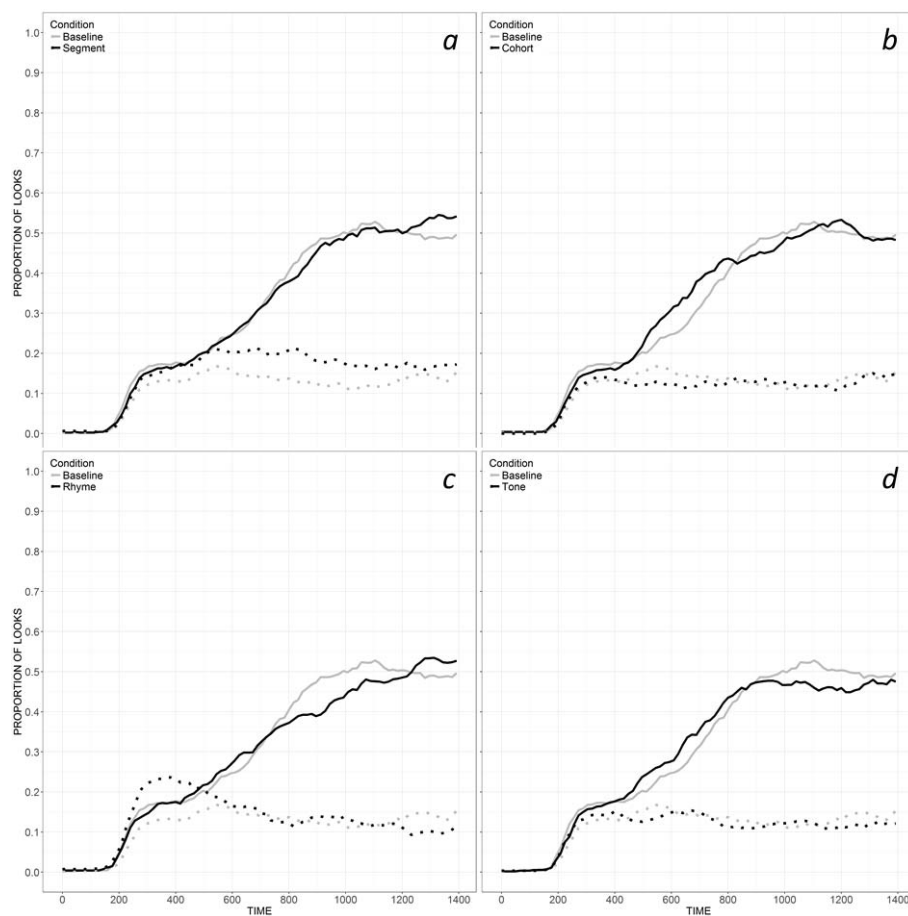 Condition
Baseline
Segment
a
1.0
0.9
0.8
0.7
0.6
0.5
0.4
0.3
0.2
0.1
0.0
PROPORTION OF LOOKS
Condition
Baseline
Cohort
b
Condition
Baseline
Rhyme
c
1.0
0.9
0.8
0.7
0.6
0.5
0.4
0.3
0.2
0.1
0.0
PROPORTION OF LOOKS
0 200 400 600 800 1000 1200 1400
TIME
Condition
Baseline
Tone
d
0 200 400 600 800 1000 1200 1400
TIME